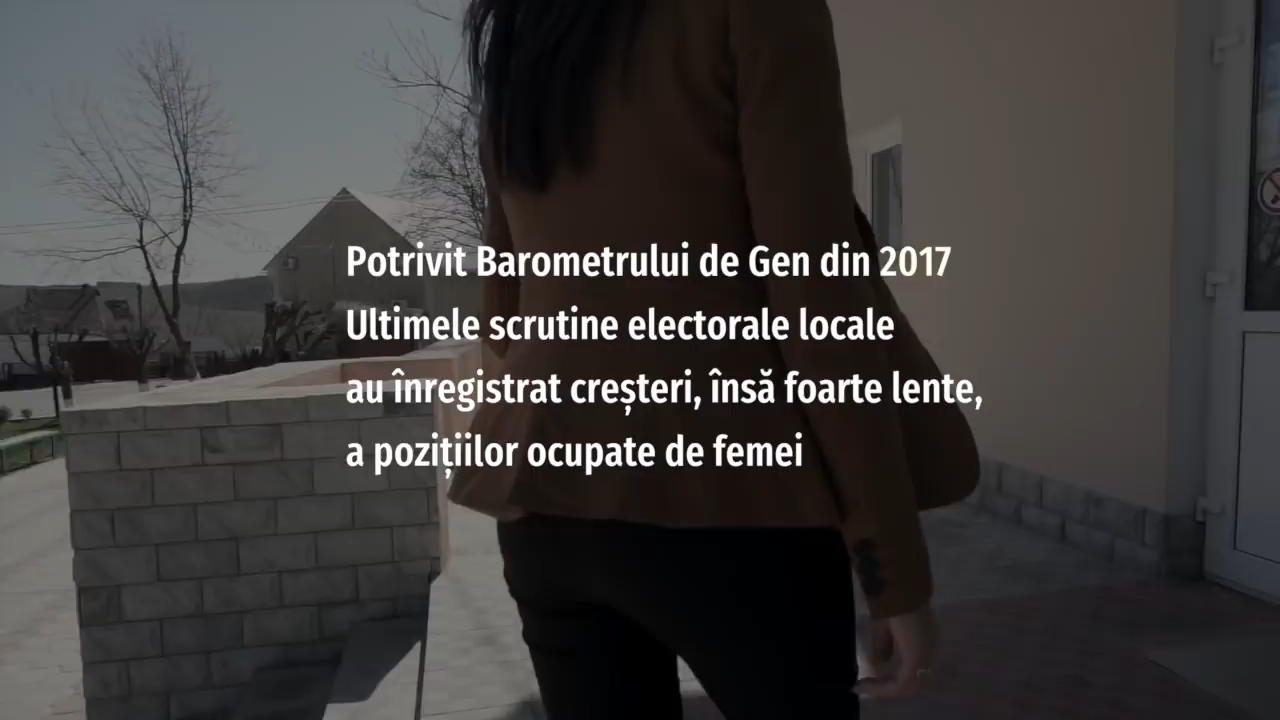 Potrivit Barometrului de Gen din 2017
Ultimele scrutine electorale locale
au înregistrat creșteri, însă foarte lente,
a pozițiilor ocupate de femei